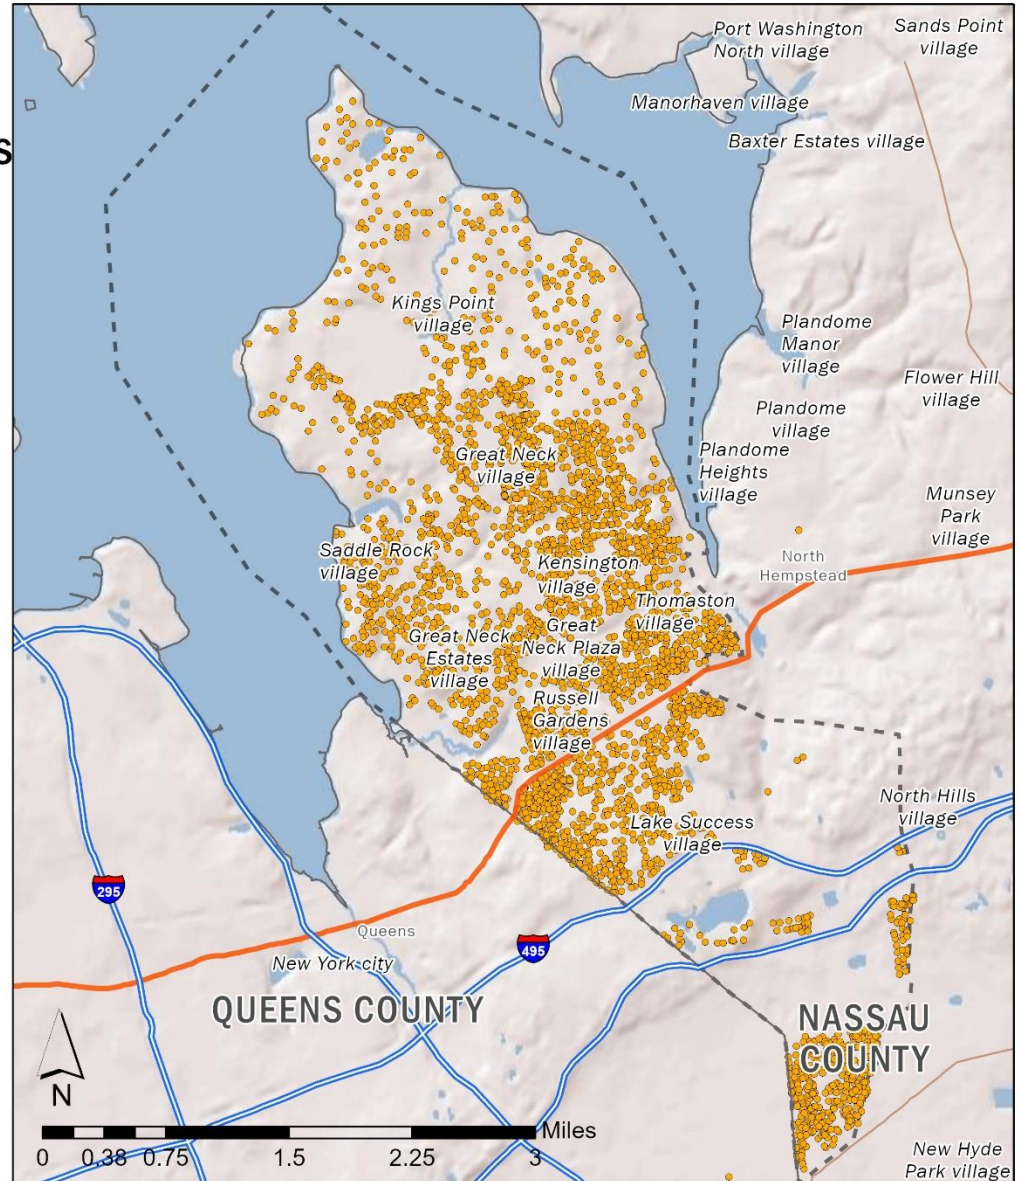 Port Washington
North village
Sands Point
village
Manorhaven village
Baxter Estates village
S
Kings Point
village
Plandome
Manor
village
Flower Hill
village
Plandome
village
Great Neck
village
Plandome
Heights
village
Munsey
Park
village
Saddle Rock
village
Kensington
village
North
Hempstead
Thomaston
village
Great Neck
Estates
village
Great
Neck Plaza
village
Russell
Gardens
village
North Hills
village
Lake Success
village
295
Queens
495
New York city
QUEENS COUNTY
NASSAU
COUNTY
N
Miles
0 0.38 0.75 1.5 2.25 3
New Hyde
Park village